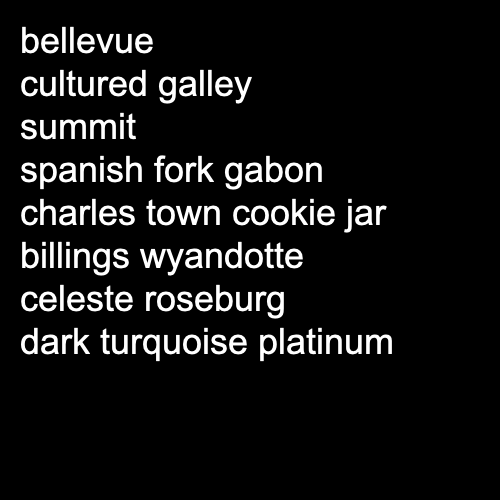 bellevue
cultured galley
summit
spanish fork gabon
charles town cookie jar
billings wyandotte
celeste roseburg
dark turquoise platinum